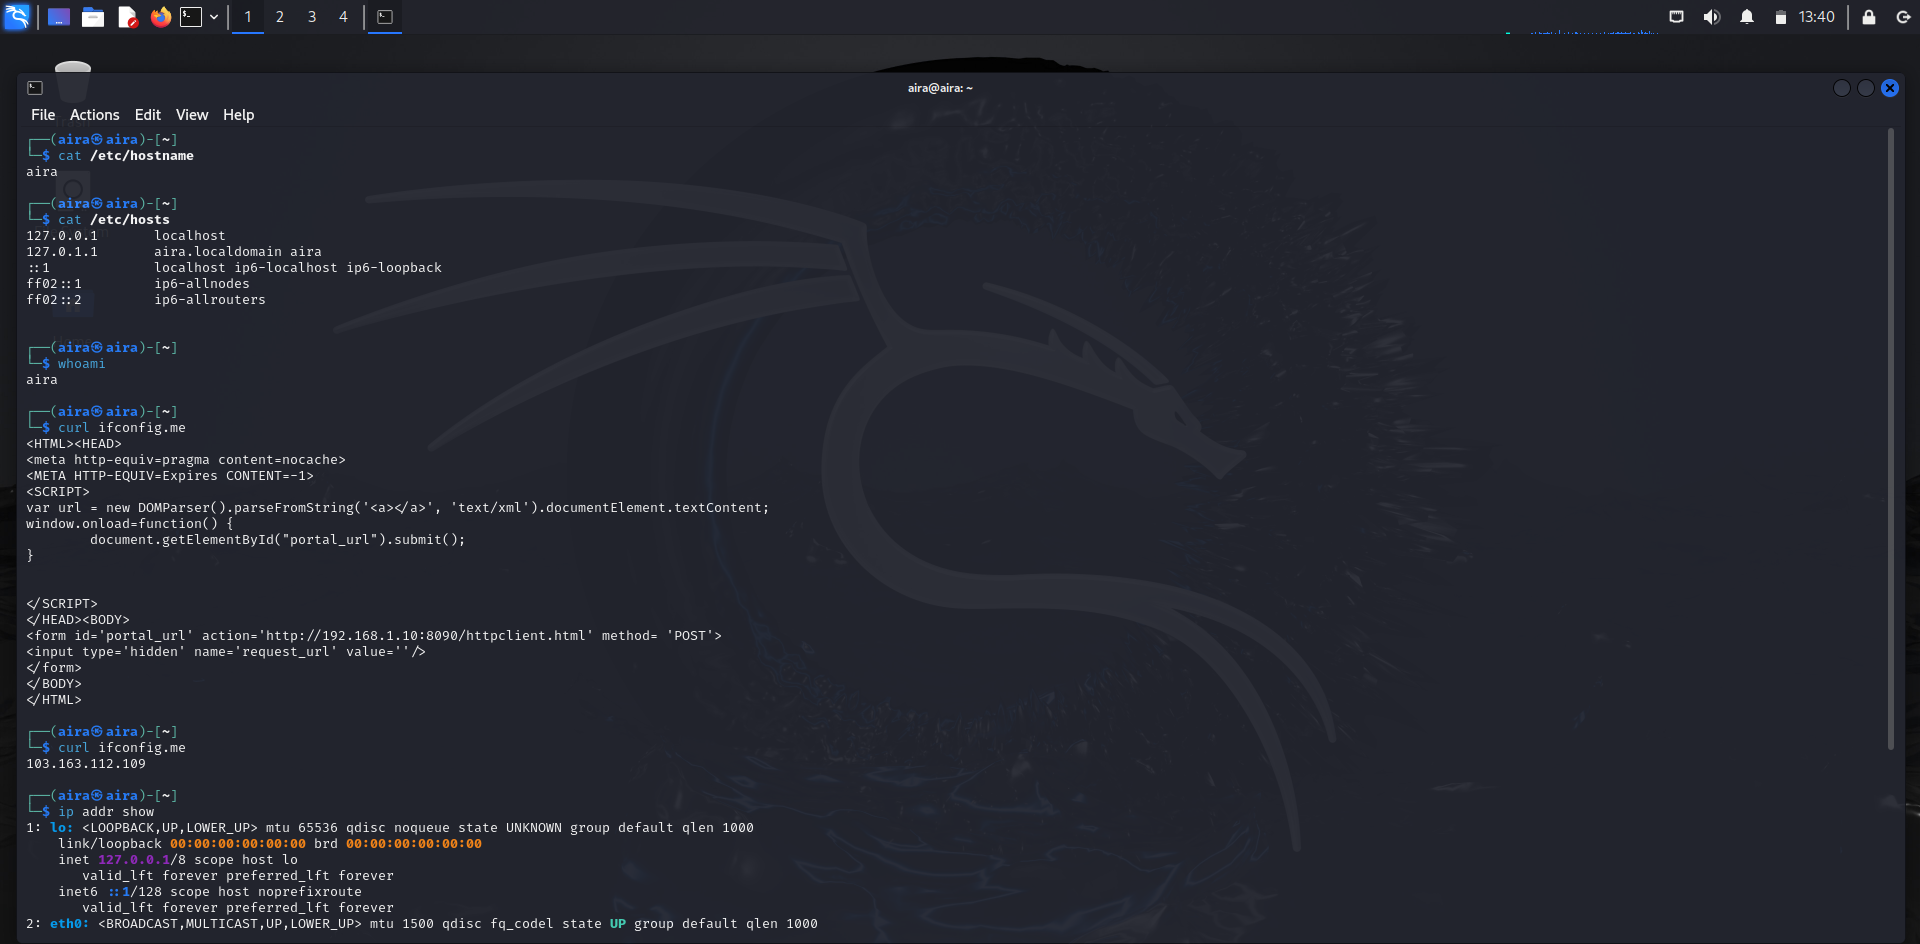 1 2 3 4 13:40
aira@aira: ~
File Actions Edit View Help
┌──(aira㉿aira)-[~]
└─$ cat /etc/hostname
aira
┌──(aira㉿aira)-[~]
└─$ cat /etc/hosts
127.0.0.1 localhost
127.0.1.1 aira.localdomain aira
::1 localhost ip6-localhost ip6-loopback
ff02::1 ip6-allnodes
ff02::2 ip6-allrouters
┌──(aira㉿aira)-[~]
└─$ whoami
aira
┌──(aira㉿aira)-[~]
└─$ curl ifconfig.me
<HTML><HEAD>
<meta http-equiv=pragma content=nocache>
<META HTTP-EQUIV=Expires CONTENT=-1>
<SCRIPT>
var url = new DOMParser().parseFromString('<a></a>', 'text/xml').documentElement.textContent;
window.onload=function() {
        document.getElementById("portal_url").submit();
}
</SCRIPT>
</HEAD><BODY>
<form id='portal_url' action='http://192.168.1.10:8090/httpclient.html' method= 'POST'>
<input type='hidden' name='request_url' value=''/>
</form>
</BODY>
</HTML>
┌──(aira㉿aira)-[~]
└─$ curl ifconfig.me
103.163.112.109
┌──(aira㉿aira)-[~]
└─$ ip addr show
1: lo: <LOOPBACK,UP,LOWER_UP> mtu 65536 qdisc noqueue state UNKNOWN group default qlen 1000
    link/loopback 00:00:00:00:00:00 brd 00:00:00:00:00:00
    inet 127.0.0.1/8 scope host lo
       valid_lft forever preferred_lft forever
    inet6 ::1/128 scope host noprefixroute
       valid_lft forever preferred_lft forever
2: eth0: <BROADCAST,MULTICAST,UP,LOWER_UP> mtu 1500 qdisc fq_codel state UP group default qlen 1000